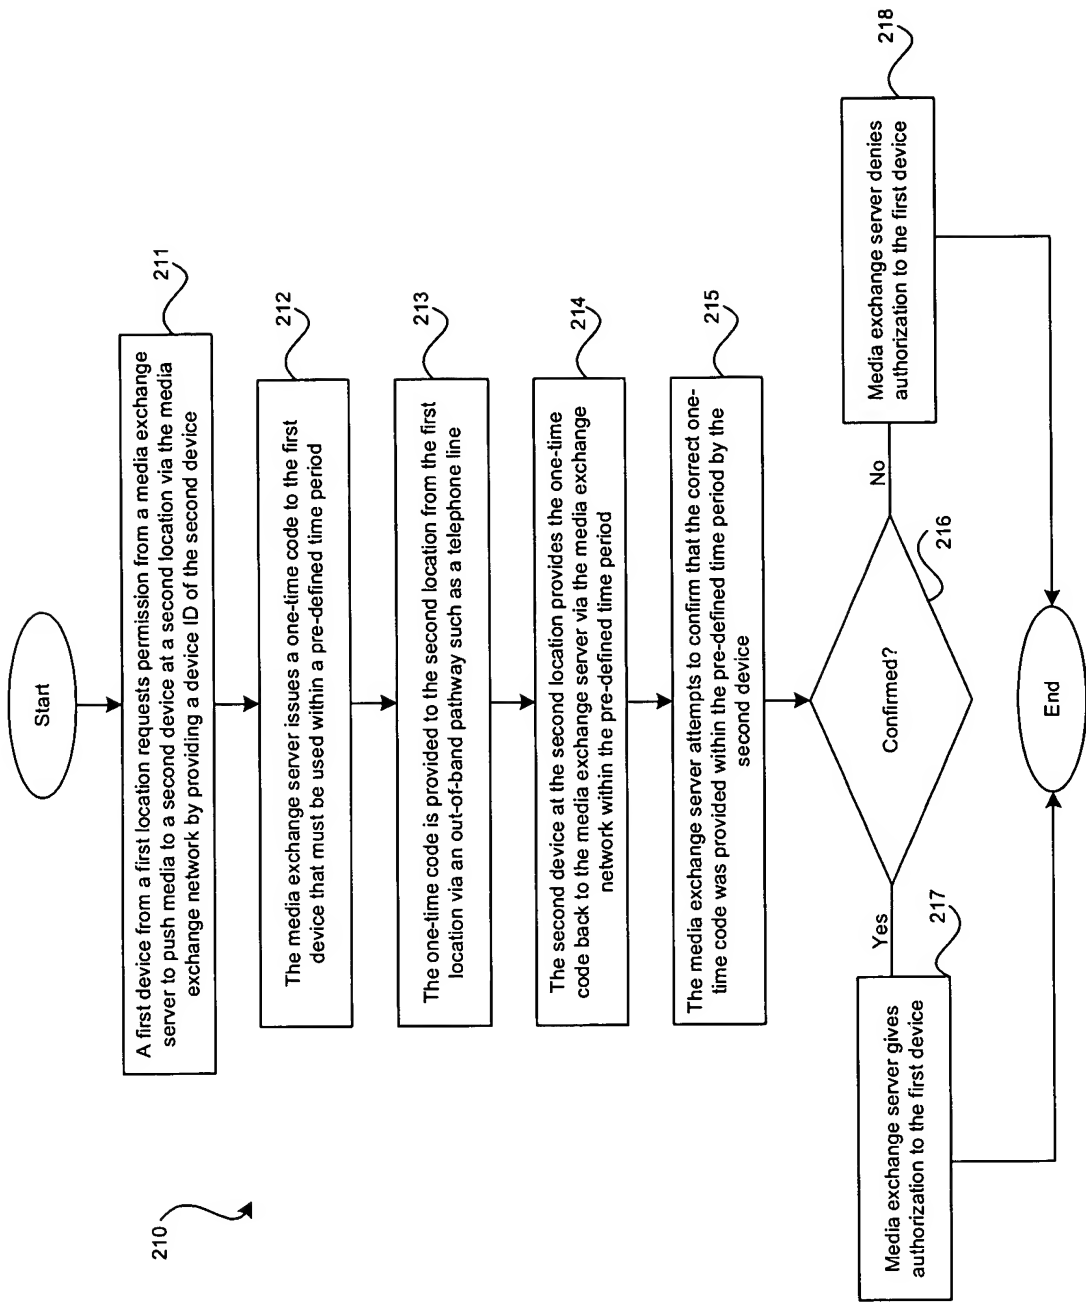 Start
211
A first device from a first location requests permission from a media exchange
server to push media to a second device at a second location via the media
exchange network by providing a device ID of the second device
212
The media exchange server issues a one-time code to the first
device that must be used within a pre-defined time period
213
The one-time code is provided to the second location from the first
location via an out-of-band pathway such as a telephone line
214
The second device at the second location provides the one-time
code back to the media exchange server via the media exchange
network within the pre-defined time period
215
The media exchange server attempts to confirm that the correct one-
time code was provided within the pre-defined time period by the
second device
216
Confirmed?
Yes
No
217
Media exchange server gives
authorization to the first device
218
Media exchange server denies
authorization to the first device
End
210